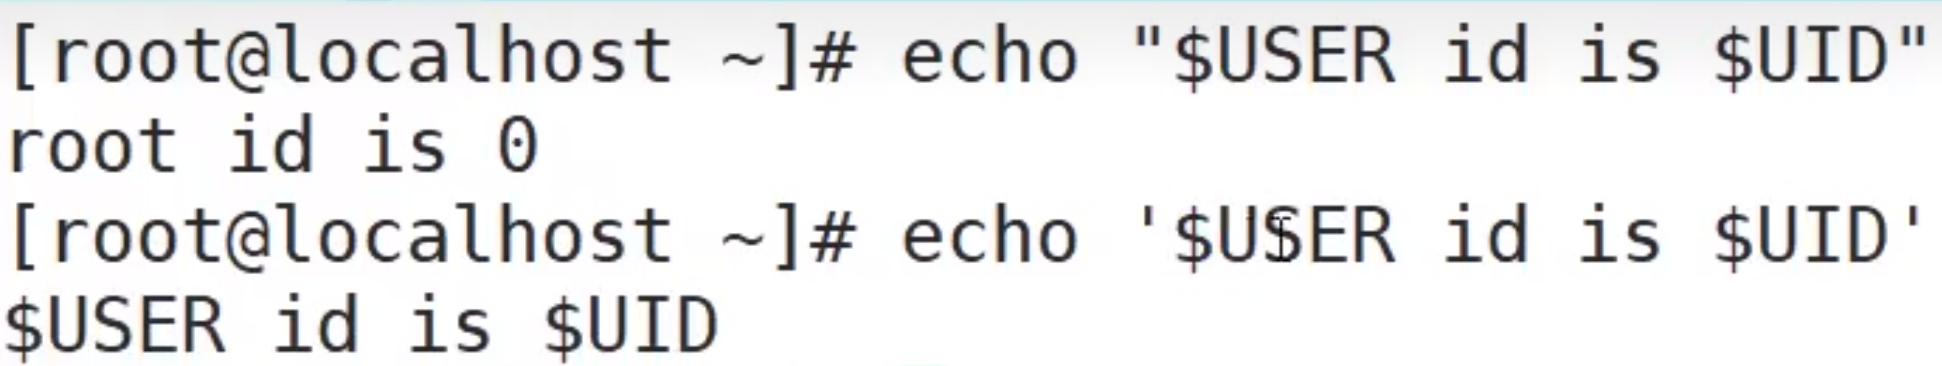 [root@localhost ~]# echo "$USER id is $UID"
root id is 0
[root@localhost ~]# echo '$USER id is $UID'
$USER id is $UID